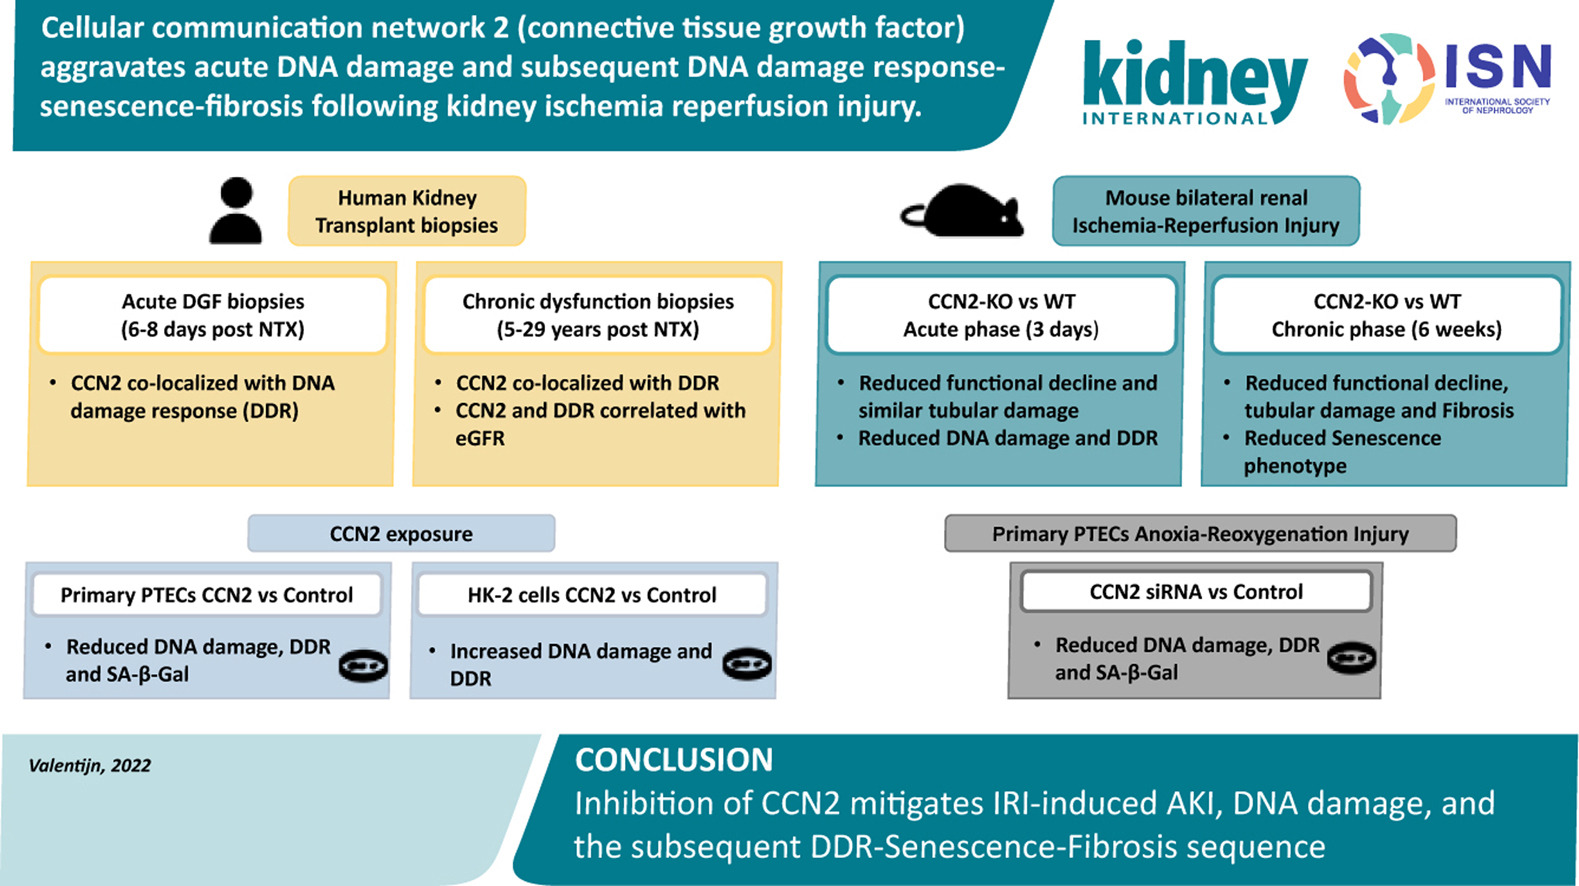 Cellular communication network 2 (connective tissue growth factor)
aggravates acute DNA damage and subsequent DNA damage response-
senescence-fibrosis following kidney ischemia reperfusion injury.
kidney
INTERNATIONAL
ISN
INTERNATIONAL SOCIETY
OF NEPHROLOGY
Human Kidney
Transplant biopsies
Acute DGF biopsies
(6-8 days post NTX)
• CCN2 co-localized with DNA
damage response (DDR)
Chronic dysfunction biopsies
(5-29 years post NTX)
• CCN2 co-localized with DDR
• CCN2 and DDR correlated with
eGFR
Mouse bilateral renal
Ischemia-Reperfusion Injury
CCN2-KO vs WT
Acute phase (3 days)
• Reduced functional decline and
similar tubular damage
• Reduced DNA damage and DDR
CCN2-KO vs WT
Chronic phase (6 weeks)
• Reduced functional decline,
tubular damage and Fibrosis
• Reduced Senescence
phenotype
CCN2 exposure
Primary PTECs CCN2 vs Control
• Reduced DNA damage, DDR
and SA-β-Gal
HK-2 cells CCN2 vs Control
• Increased DNA damage and
DDR
Primary PTECs Anoxia-Reoxygenation Injury
CCN2 siRNA vs Control
• Reduced DNA damage, DDR
and SA-β-Gal
Valentijn, 2022
CONCLUSION
Inhibition of CCN2 mitigates IRI-induced AKI, DNA damage, and
the subsequent DDR-Senescence-Fibrosis sequence